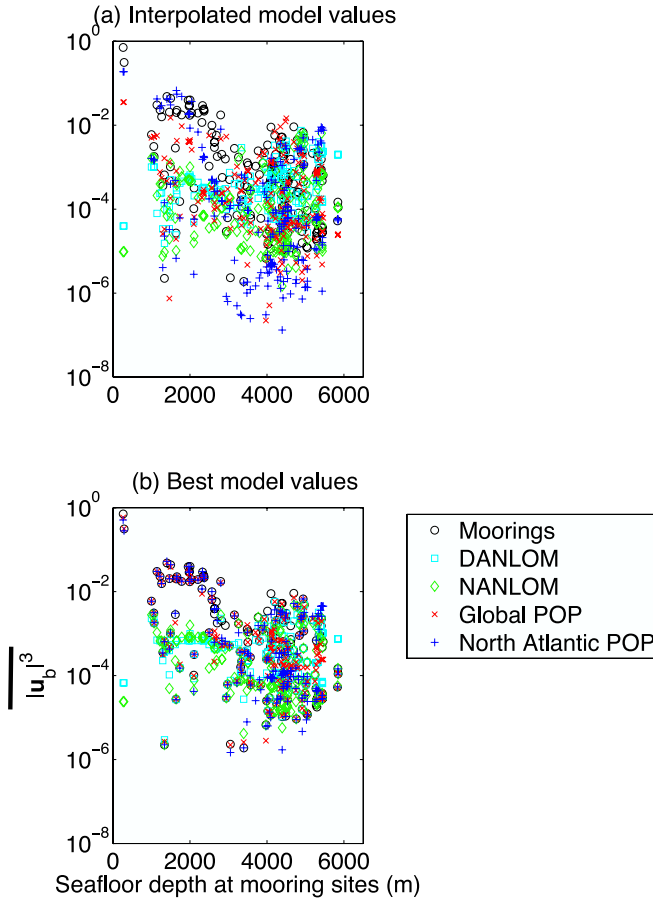 (a) Interpolated model values
10^0
10^-2
10^-4
10^-6
10^-8
0 2000 4000 6000
(b) Best model values
10^0
10^-2
10^-4
10^-6
10^-8
0 2000 4000 6000
Seafloor depth at mooring sites (m)
|u_b|^3
Moorings
DANLOM
NANLOM
Global POP
North Atlantic POP